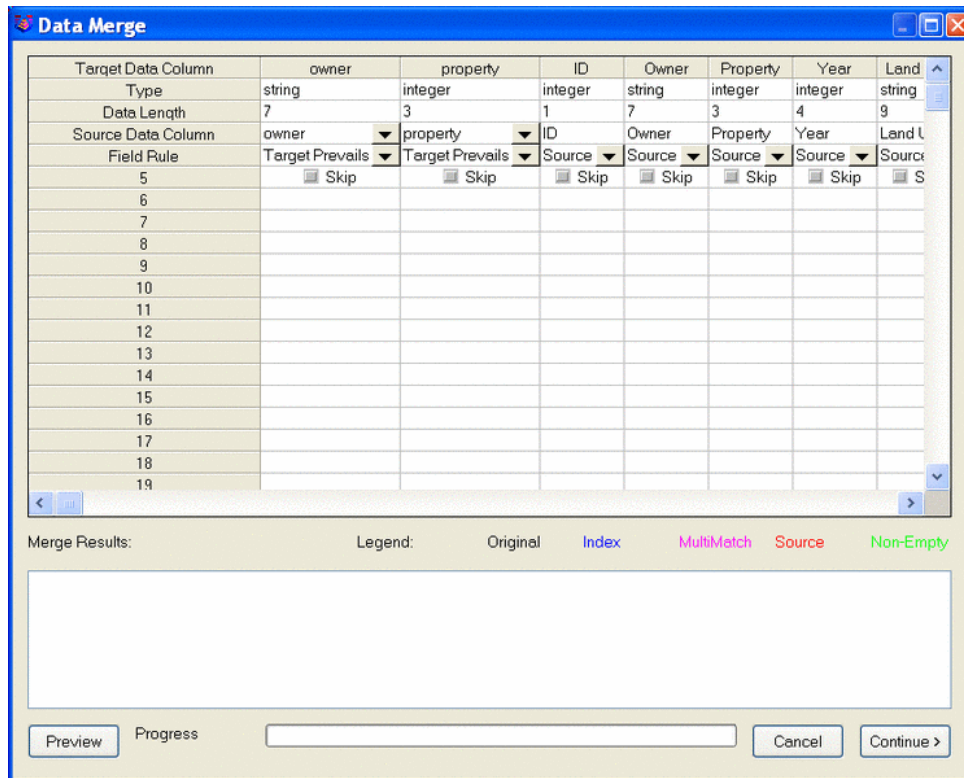 Data Merge
Target Data Column owner property ID Owner Property Year Land
Type string integer integer string integer integer string
Data Length 7 3 1 7 3 4 9
Source Data Column owner property ID Owner Property Year Land U
Field Rule Target Prevails Target Prevails Source Source Source Source Source
5 Skip Skip Skip Skip Skip Skip S
6
7
8
9
10
11
12
13
14
15
16
17
18
19
Merge Results: Legend: Original Index MultiMatch Source Non-Empty
Preview Progress Cancel Continue >